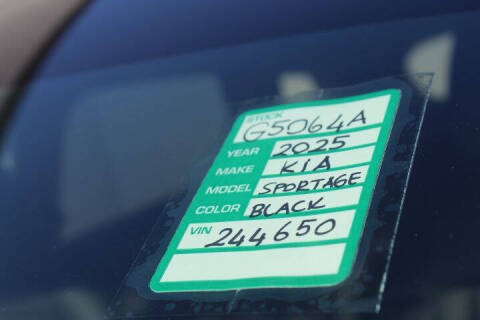 STOCK G5064A
YEAR 2025
MAKE KIA
MODEL SPORTAGE
COLOR BLACK
VIN 244650